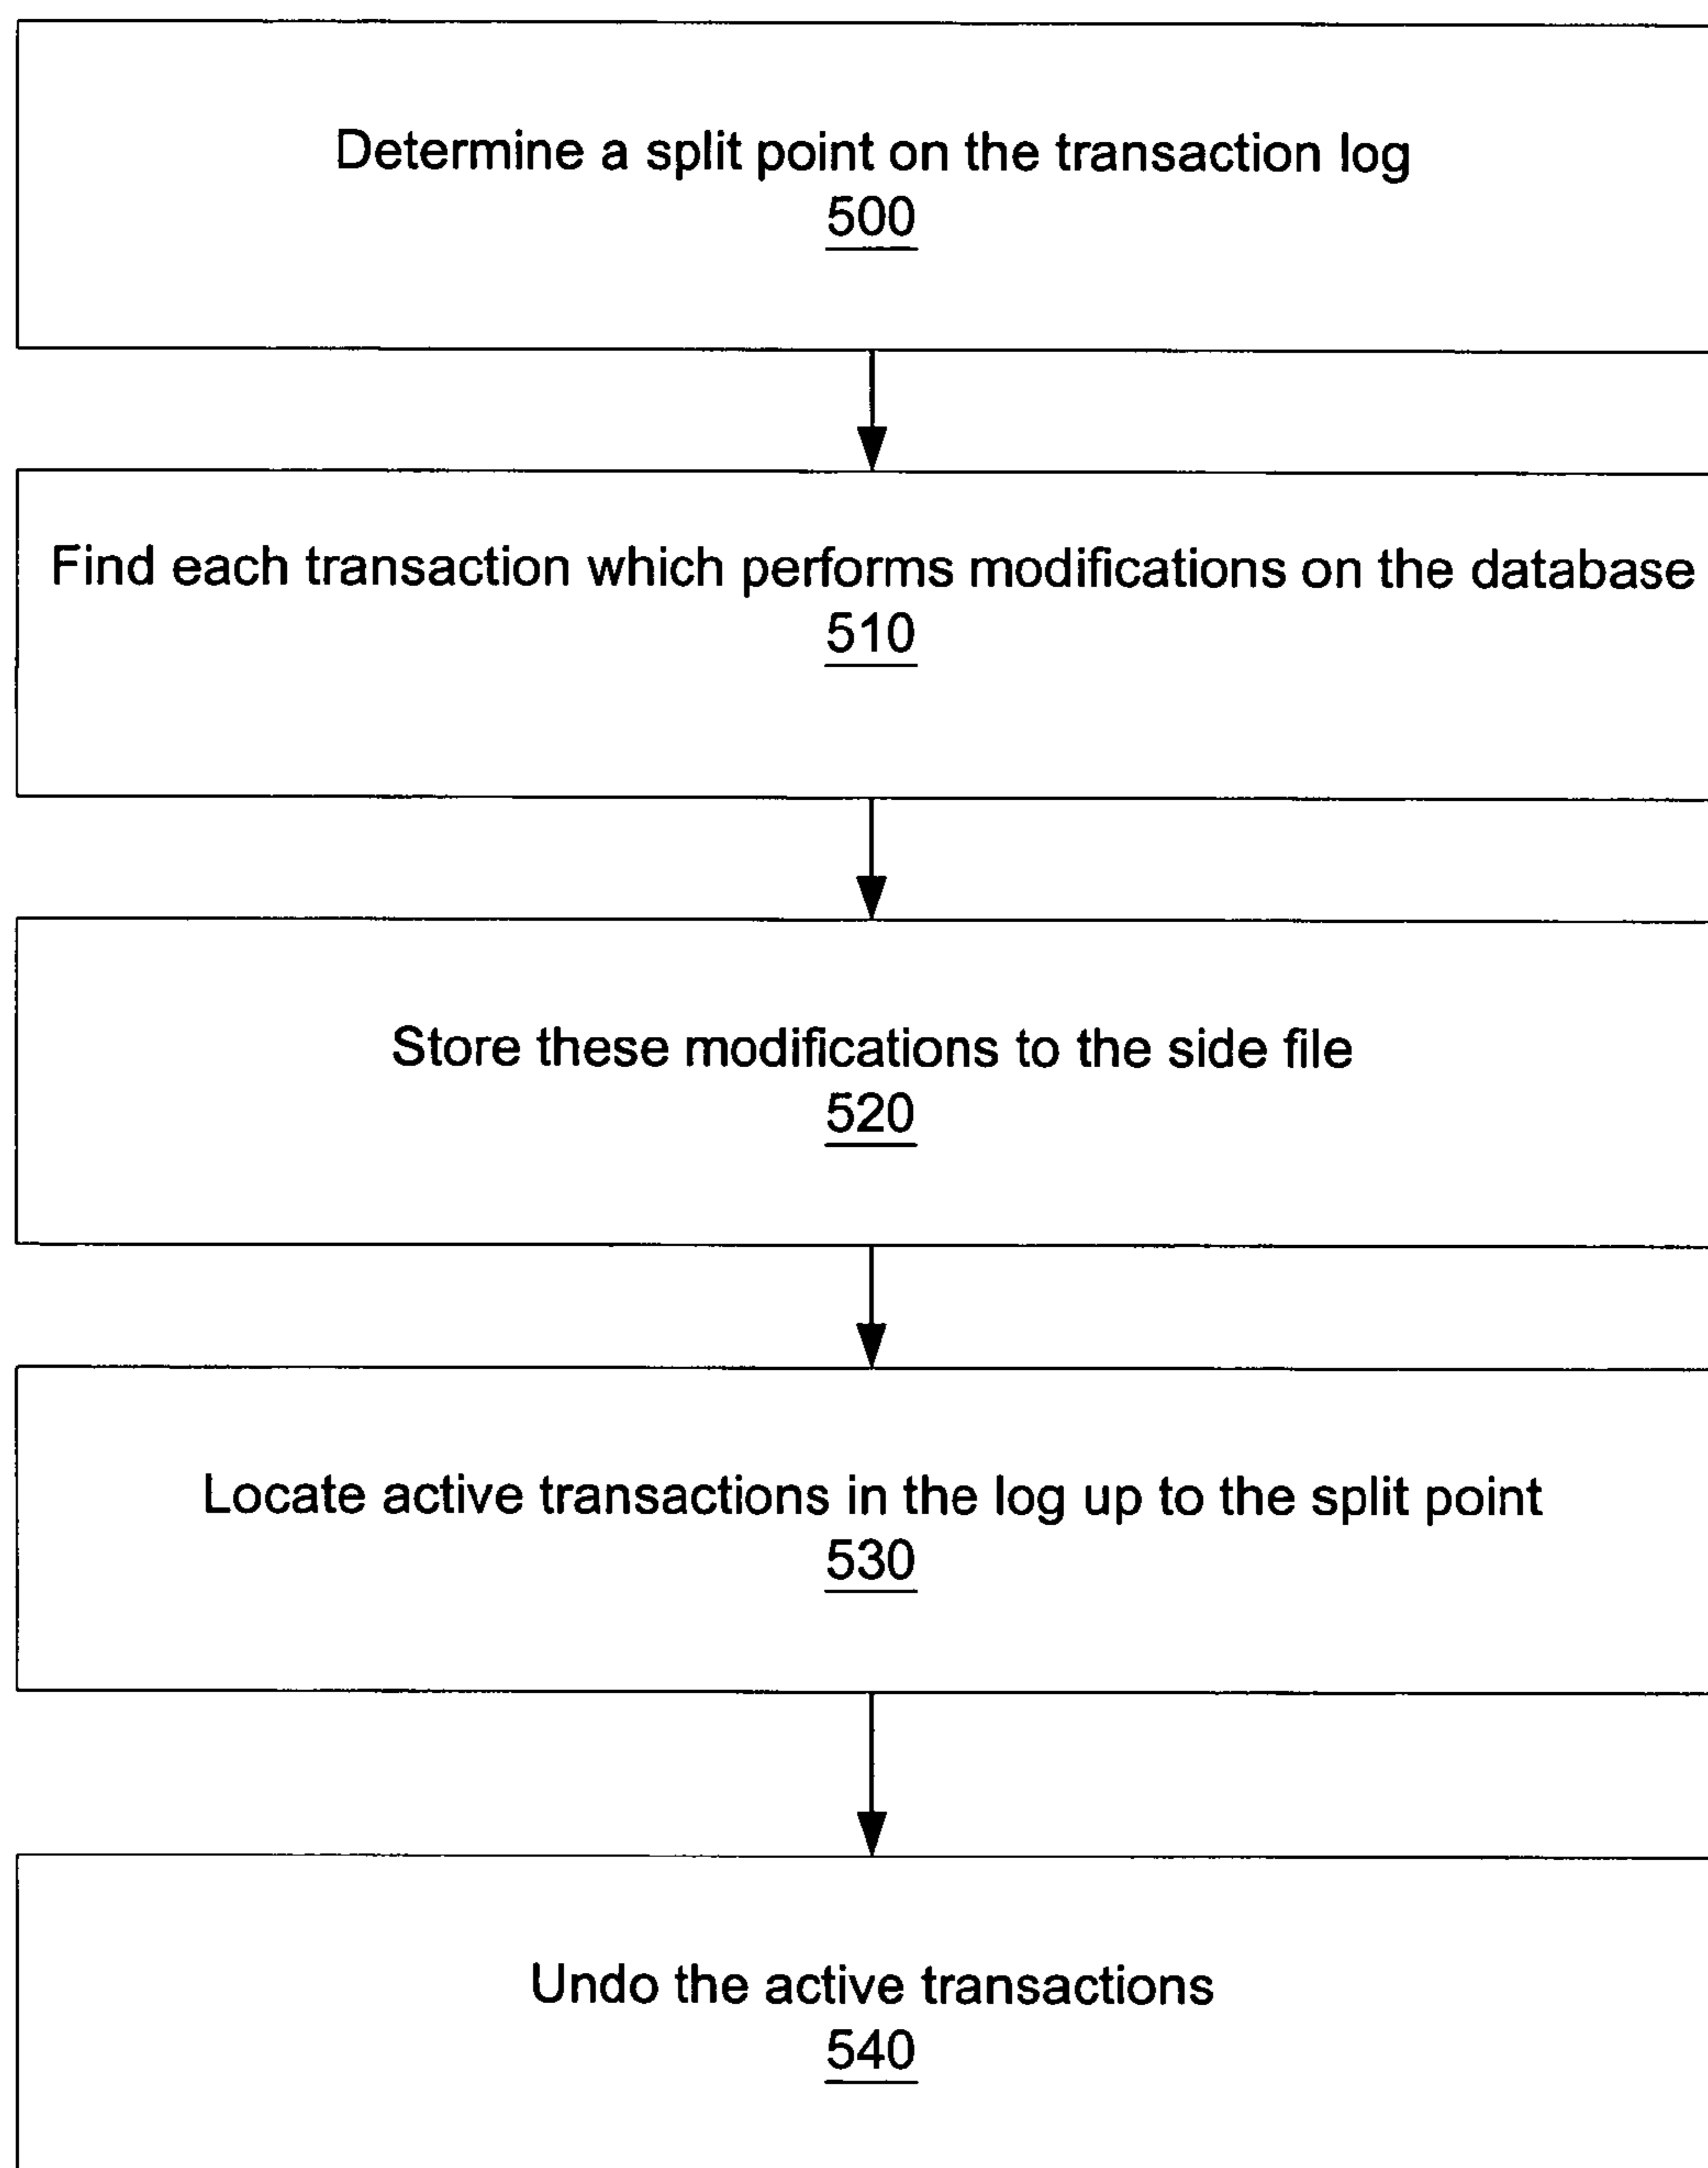 Determine a split point on the transaction log
500
Find each transaction which performs modifications on the database
510
Store these modifications to the side file
520
Locate active transactions in the log up to the split point
530
Undo the active transactions
540